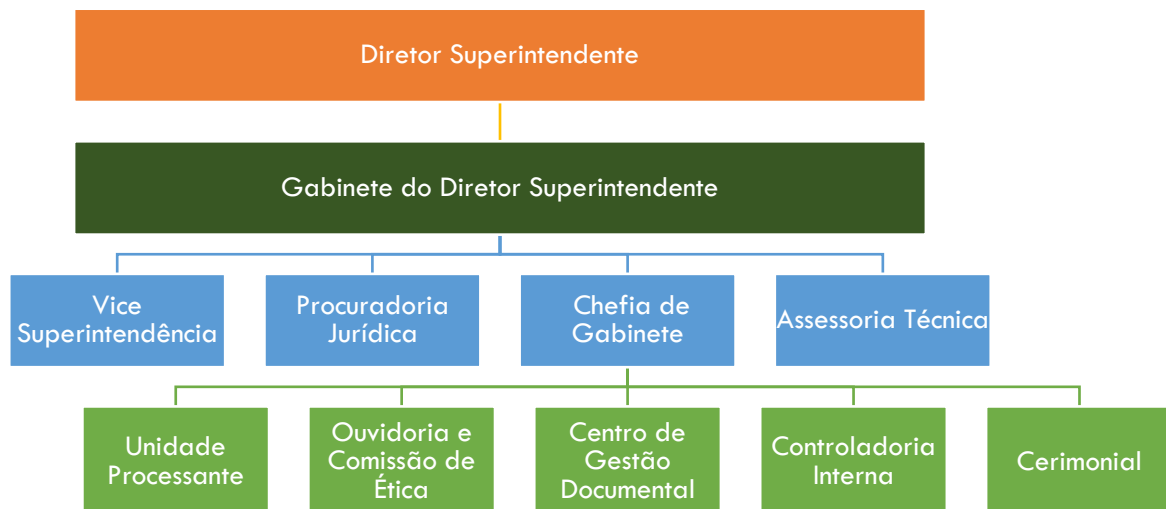 Diretor Superintendente
Gabinete do Diretor Superintendente
Vice
Superintendência
Procuradoria
Jurídica
Chefia de
Gabinete
Assessoria Técnica
Unidade
Processante
Ouvidoria e
Comissão de
Ética
Centro de
Gestão
Documental
Controladoria
Interna
Cerimonial